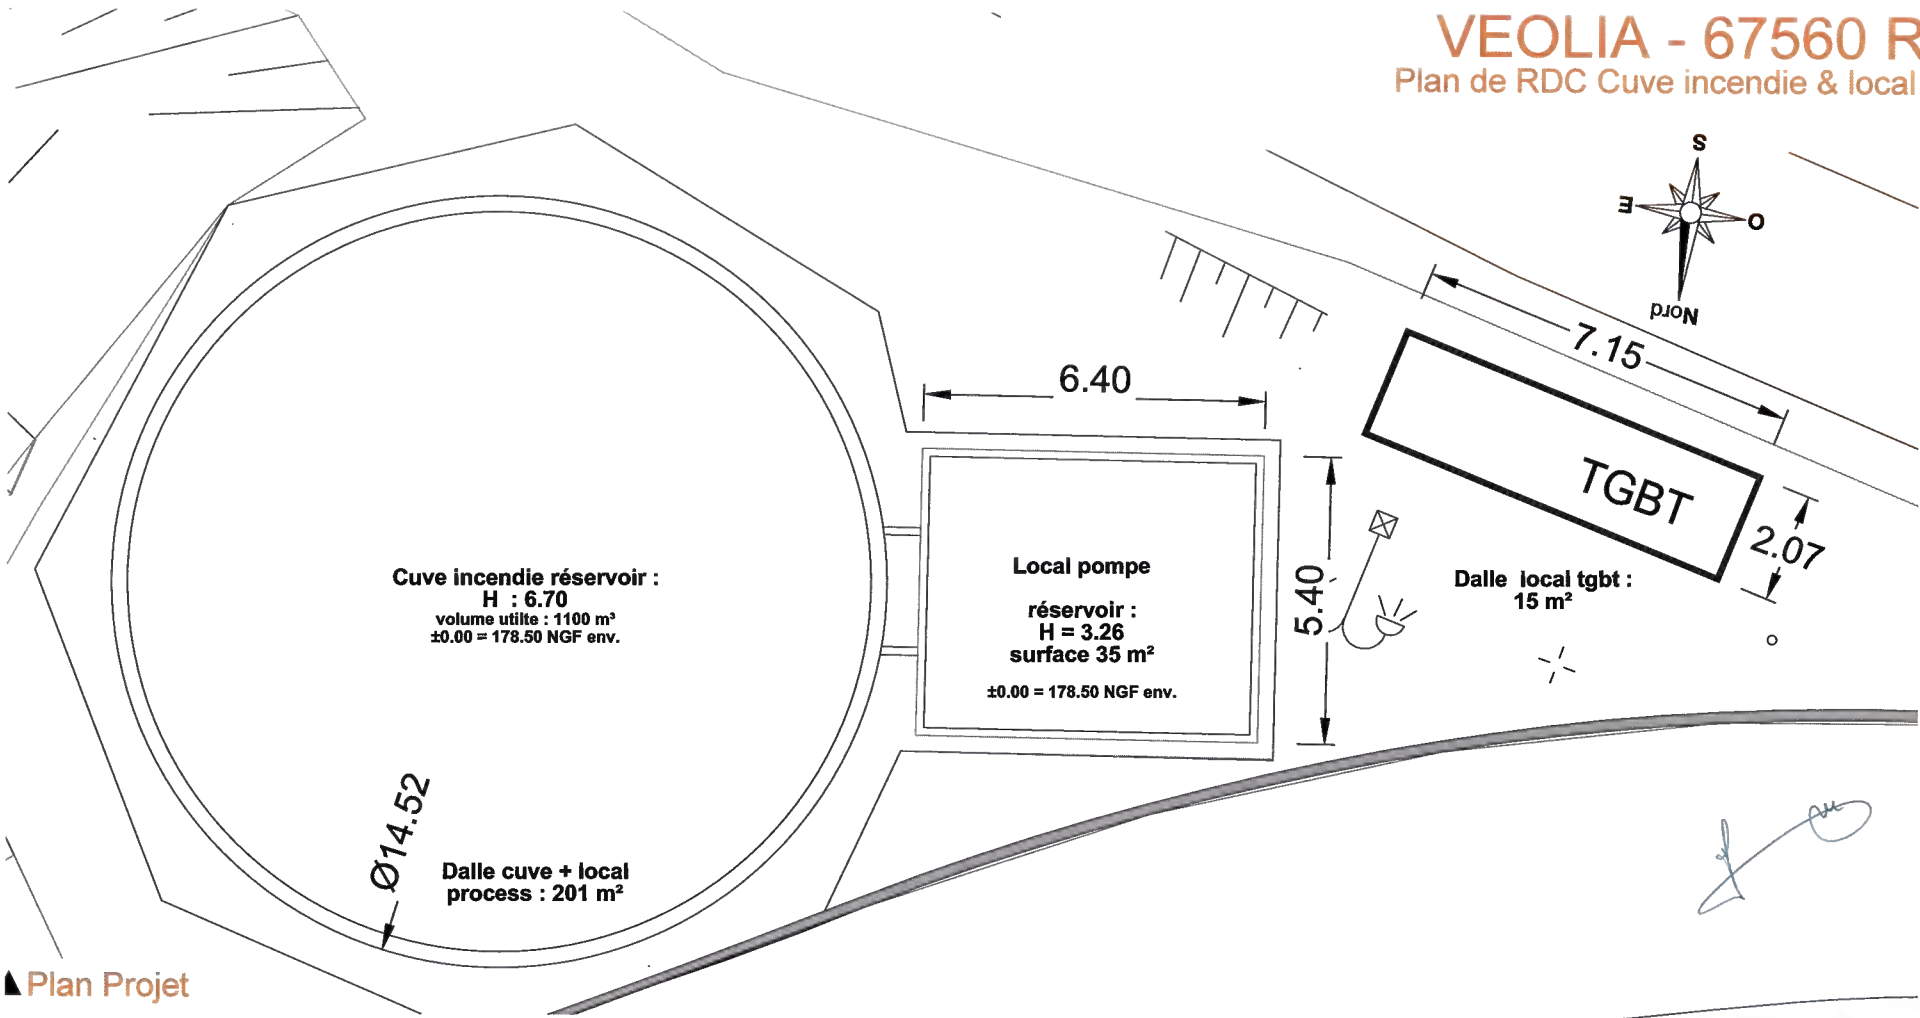 VEOLIA - 67560 R
Plan de RDC Cuve incendie & local
S
E
O
Nord
7.15
6.40
TGBT
2.07
5.40
Cuve incendie réservoir :
H : 6.70
volume utilte : 1100 m³
±0.00 = 178.50 NGF env.
Local pompe
réservoir :
H = 3.26
surface 35 m²
±0.00 = 178.50 NGF env.
Dalle local tgbt :
15 m²
Ø14.52
Dalle cuve + local
process : 201 m²
Plan Projet